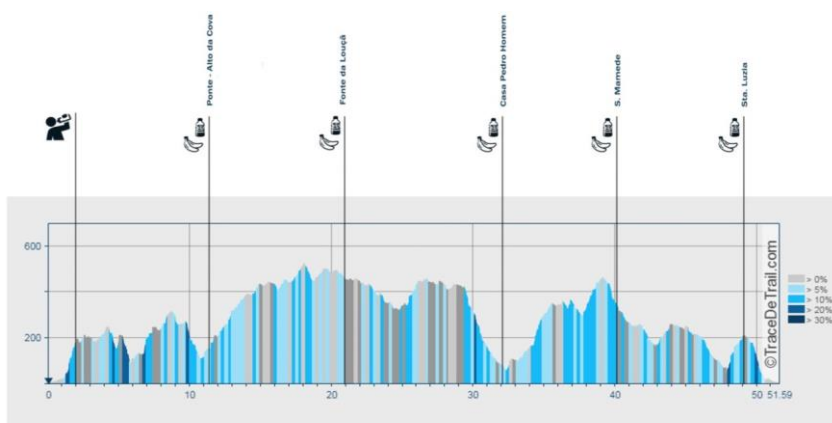 Ponte - Alto da Cova
Fonte da Louçã
Casa Pedro Homem
S. Mamede
Sta. Luzia
600
200
0
10
20
30
40
50
51.59
©TraceDeTrail.com
> 0%
> 5%
> 10%
> 20%
> 30%